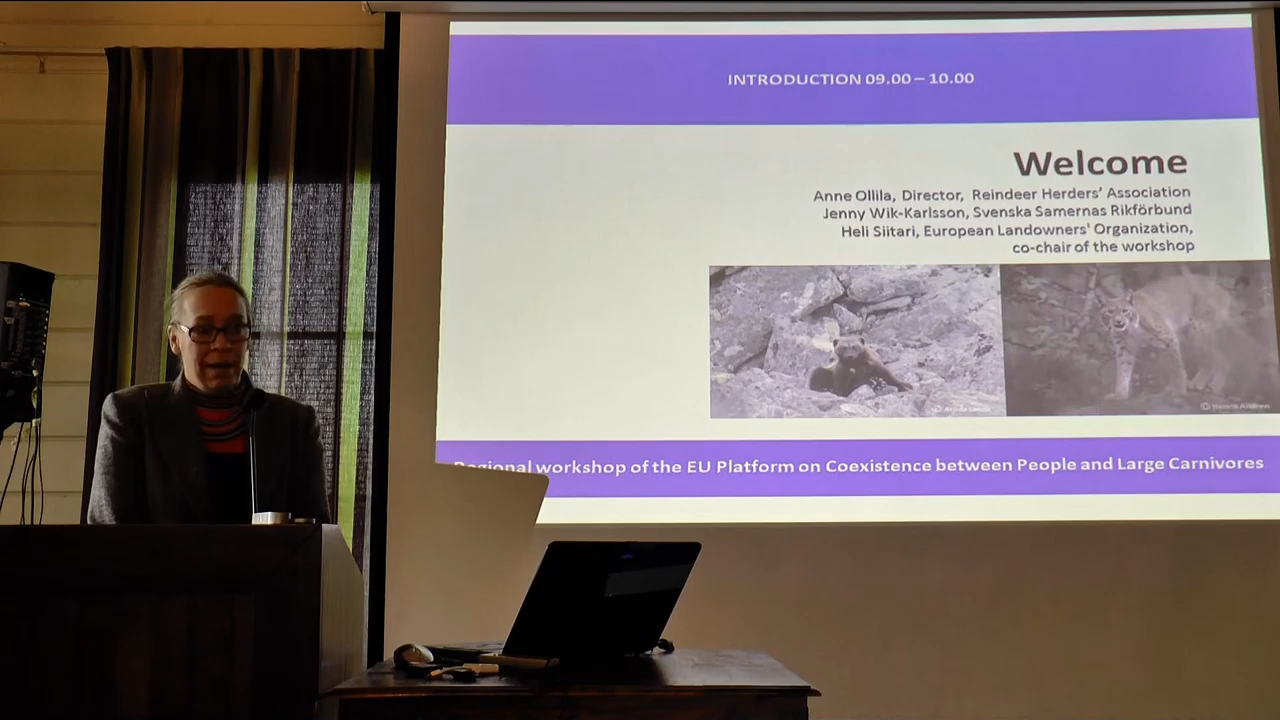 INTRODUCTION 09.00 – 10.00
Welcome
Anne Ollila, Director, Reindeer Herders' Association
Jenny Wik-Karlsson, Svenska Samernas Rikförbund
Heli Siitari, European Landowners' Organization,
co-chair of the workshop
Regional workshop of the EU Platform on Coexistence between People and Large Carnivores